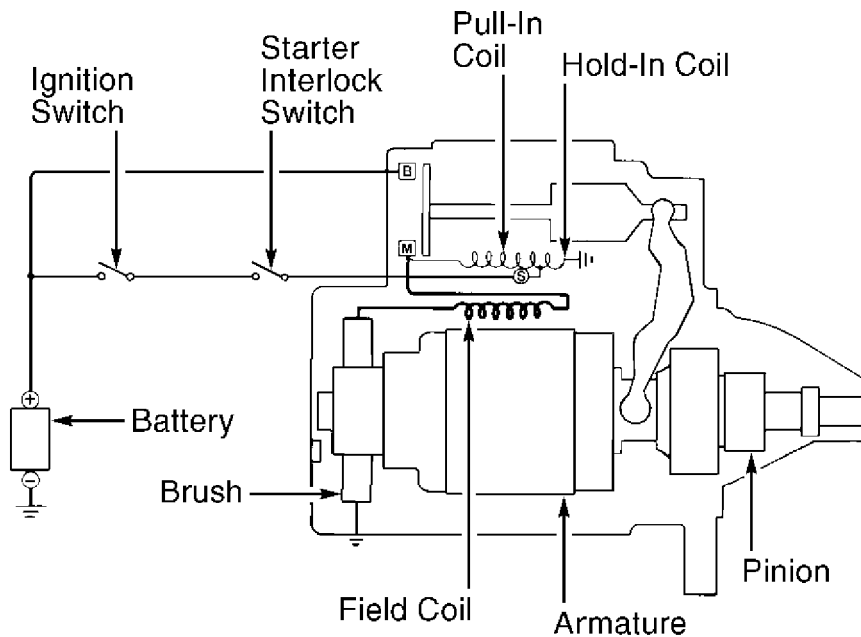 Pull-In
Coil
Starter
Interlock
Switch
Hold-In Coil
Ignition
Switch
B
M
S
+
Battery
−
Brush
Pinion
Field Coil
Armature